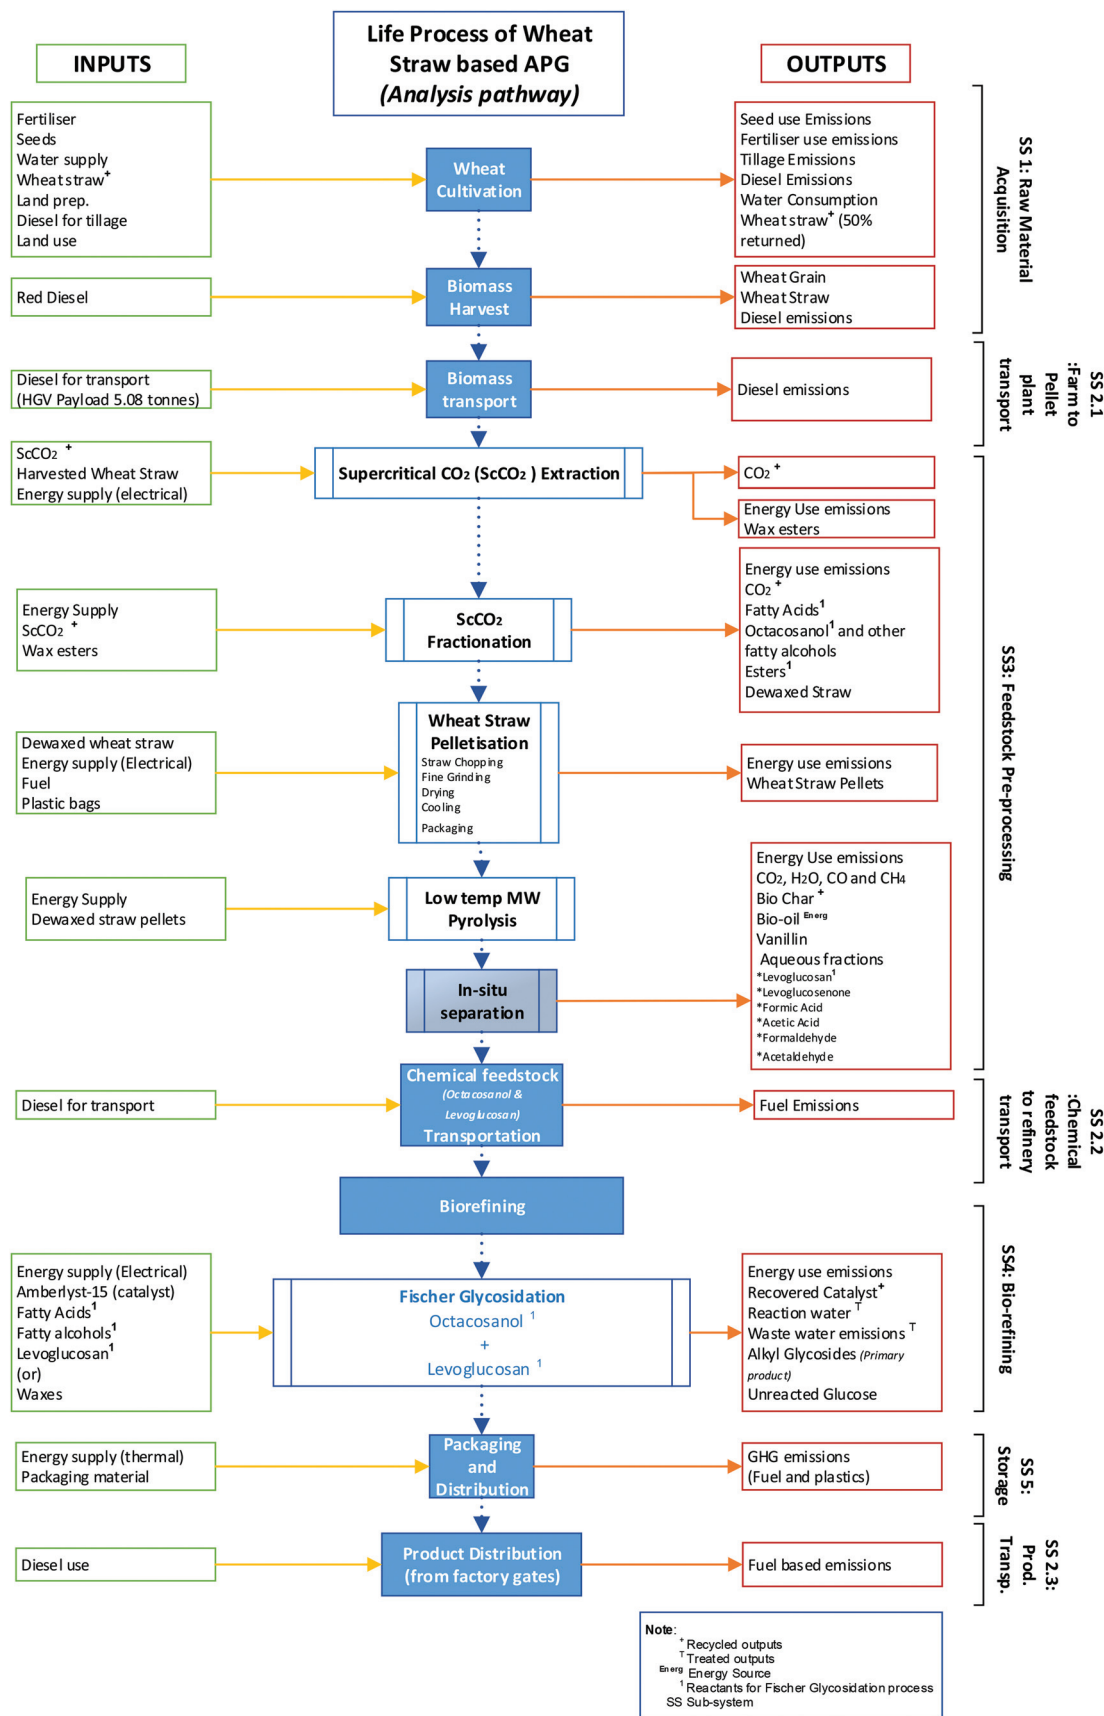 Life Process of Wheat
Straw based APG
(Analysis pathway)
INPUTS
OUTPUTS
Fertiliser
Seeds
Water supply
Wheat straw⁺
Land prep.
Diesel for tillage
Land use
Wheat
Cultivation
Seed use Emissions
Fertiliser use emissions
Tillage Emissions
Diesel Emissions
Water Consumption
Wheat straw⁺ (50%
returned)
SS 1: Raw Material
Acquisition
Red Diesel
Biomass
Harvest
Wheat Grain
Wheat Straw
Diesel emissions
Diesel for transport
(HGV Payload 5.08 tonnes)
Biomass
transport
Diesel emissions
SS 2.1
:Farm to
Pellet
plant
transport
ScCO₂ ⁺
Harvested Wheat Straw
Energy supply (electrical)
Supercritical CO₂ (ScCO₂ ) Extraction
CO₂ ⁺
Energy Use emissions
Wax esters
Energy Supply
ScCO₂ ⁺
Wax esters
ScCO₂
Fractionation
Energy use emissions
CO₂ ⁺
Fatty Acids¹
Octacosanol¹ and other
fatty alcohols
Esters¹
Dewaxed Straw
SS3: Feedstock Pre-processing
Dewaxed wheat straw
Energy supply (Electrical)
Fuel
Plastic bags
Wheat Straw
Pelletisation
Straw Chopping
Fine Grinding
Drying
Cooling
Packaging
Energy use emissions
Wheat Straw Pellets
Energy Supply
Dewaxed straw pellets
Low temp MW
Pyrolysis
In-situ
separation
Energy Use emissions
CO₂, H₂O, CO and CH₄
Bio Char ⁺
Bio-oil ᴱⁿᵉʳᵍ
Vanillin
Aqueous fractions
*Levoglucosan¹
*Levoglucosenone
*Formic Acid
*Acetic Acid
*Formaldehyde
*Acetaldehyde
Diesel for transport
Chemical feedstock
(Octacosanol &
Levoglucosan)
Transportation
Fuel Emissions
SS 2.2
:Chemical
feedstock
to refinery
transport
Biorefining
Energy supply (Electrical)
Amberlyst-15 (catalyst)
Fatty Acids¹
Fatty alcohols¹
Levoglucosan¹
(or)
Waxes
Fischer Glycosidation
Octacosanol ¹
+
Levoglucosan ¹
Energy use emissions
Recovered Catalyst⁺
Reaction water ᵀ
Waste water emissions ᵀ
Alkyl Glycosides (Primary
product)
Unreacted Glucose
SS4: Bio-refining
Energy supply (thermal)
Packaging material
Packaging
and
Distribution
GHG emissions
(Fuel and plastics)
SS 5:
Storage
Diesel use
Product Distribution
(from factory gates)
Fuel based emissions
SS 2.3:
Prod.
Transp.
Note:
⁺ Recycled outputs
ᵀ Treated outputs
ᴱⁿᵉʳᵍ Energy Source
¹ Reactants for Fischer Glycosidation process
SS Sub-system